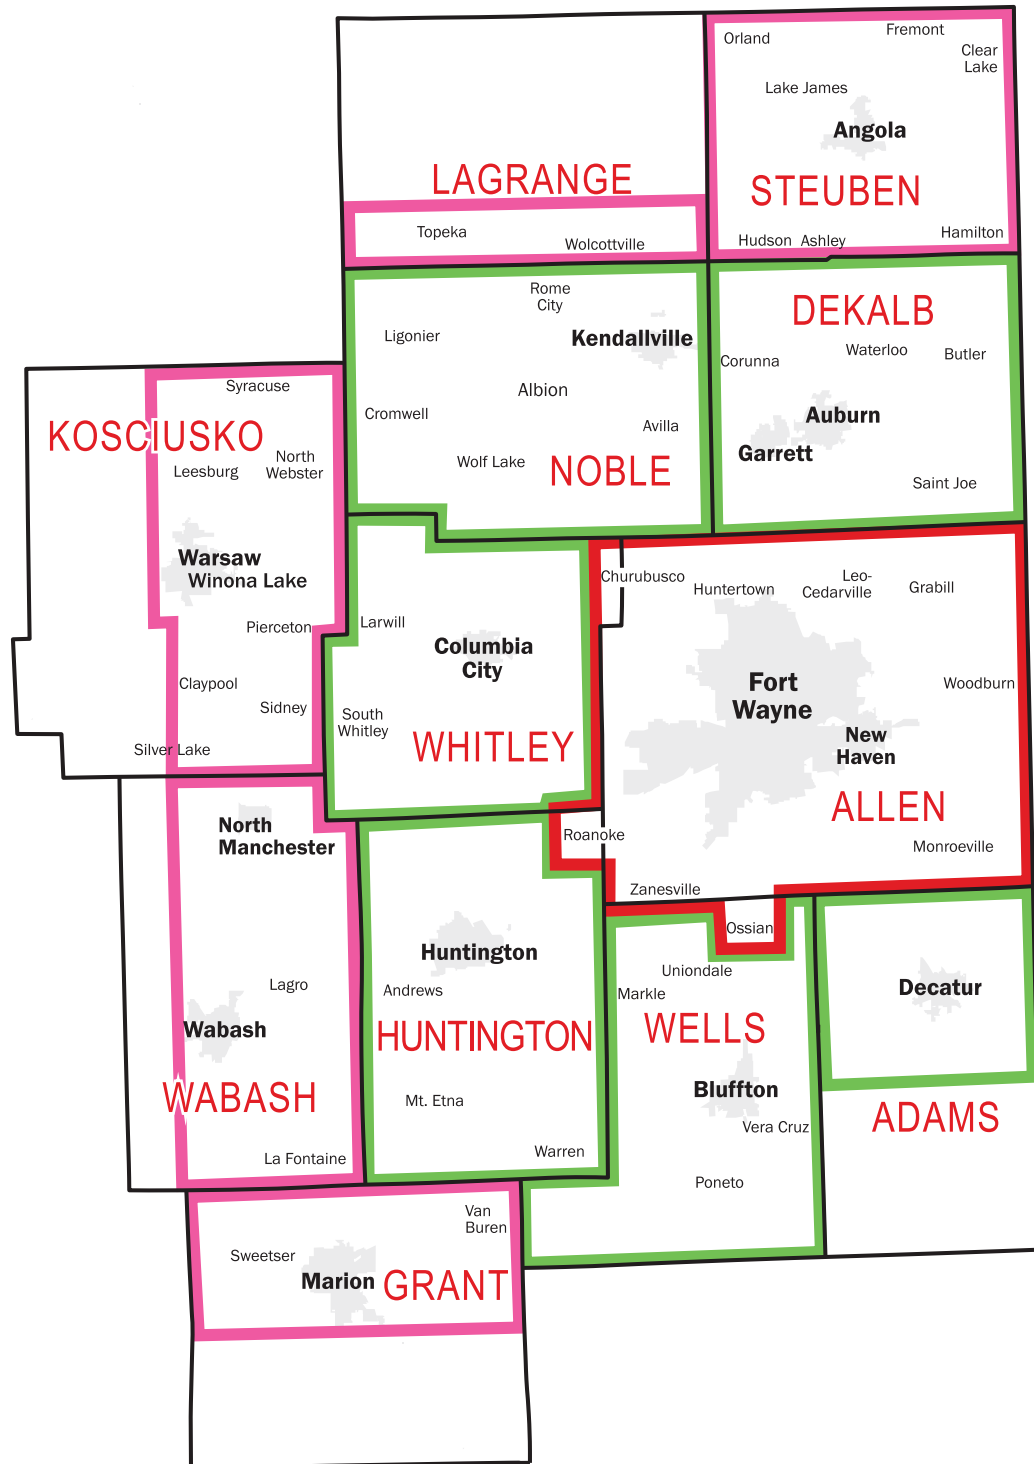 Orland
Fremont
Clear
Lake
Lake James
Angola
LAGRANGE
STEUBEN
Topeka
Wolcottville
Hudson
Ashley
Hamilton
Rome
City
DEKALB
Ligonier
Kendallville
Corunna
Waterloo
Butler
Syracuse
Albion
Cromwell
Avilla
Auburn
Garrett
KOSCIUSKO
Leesburg
North
Webster
Wolf Lake
NOBLE
Saint Joe
Warsaw
Winona Lake
Churubusco
Huntertown
Leo-
Cedarville
Grabill
Pierceton
Larwill
Columbia
City
Fort
Wayne
Woodburn
Claypool
Sidney
South
Whitley
WHITLEY
New
Haven
Silver Lake
ALLEN
North
Manchester
Roanoke
Monroeville
Zanesville
Ossian
Huntington
Uniondale
Lagro
Andrews
Markle
Decatur
Wabash
HUNTINGTON
WELLS
WABASH
Mt. Etna
Bluffton
ADAMS
Vera Cruz
La Fontaine
Warren
Poneto
Van
Buren
Sweetser
Marion
GRANT